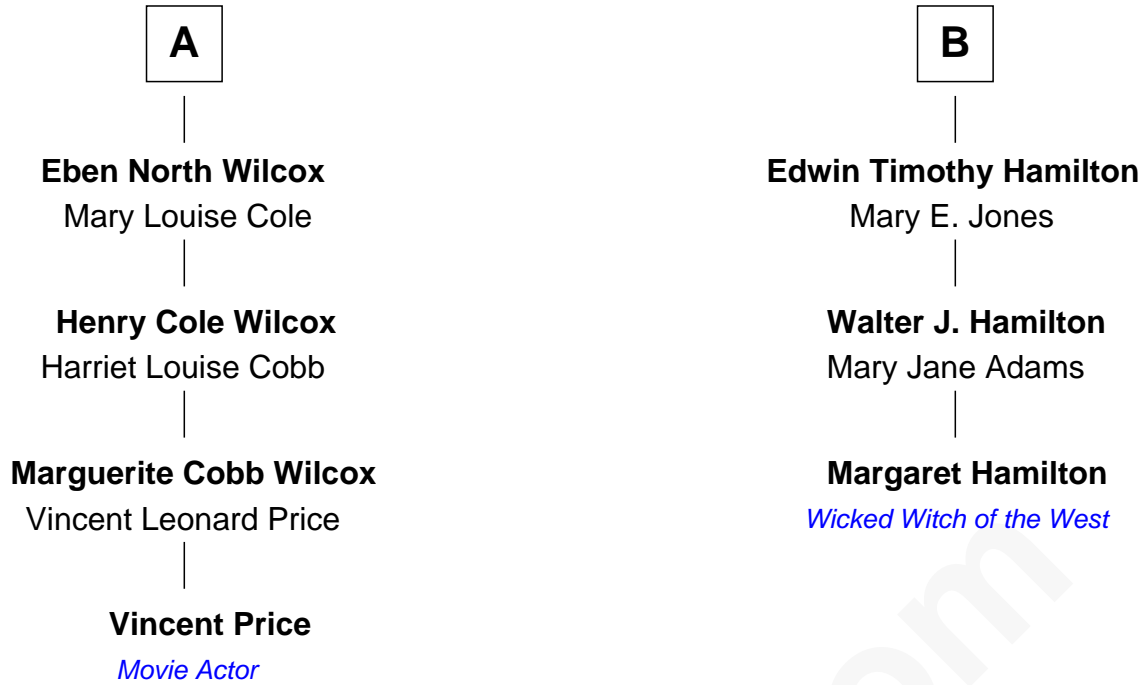 A
Eben North Wilcox
Mary Louise Cole
Henry Cole Wilcox
Harriet Louise Cobb
Marguerite Cobb Wilcox
Vincent Leonard Price
Vincent Price
Movie Actor
B
Edwin Timothy Hamilton
Mary E. Jones
Walter J. Hamilton
Mary Jane Adams
Margaret Hamilton
Wicked Witch of the West
om